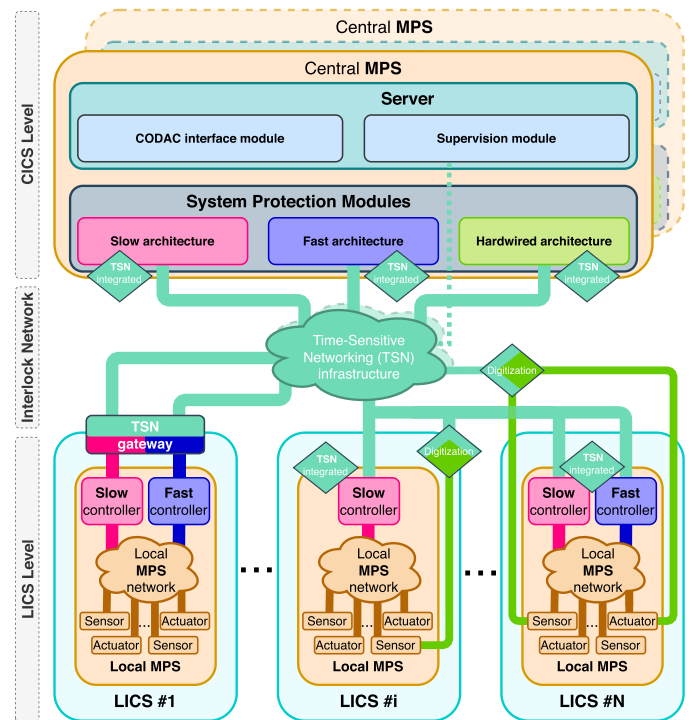 Central MPS
Central MPS
Server
CODAC interface module
Supervision module
System Protection Modules
Slow architecture
Fast architecture
Hardwired architecture
TSN
integrated
TSN
integrated
TSN
integrated
CICS Level
Time-Sensitive
Networking (TSN)
infrastructure
Digitization
Interlock Network
TSN
gateway
Slow
controller
Fast
controller
Local
MPS
network
Sensor
...
Actuator
Actuator
Sensor
Local MPS
LICS #1
...
TSN
integrated
Digitization
Slow
controller
Local
MPS
network
Sensor
...
Actuator
Actuator
Sensor
Local MPS
LICS #i
...
TSN
integrated
Slow
controller
Fast
controller
Local
MPS
network
Sensor
...
Actuator
Actuator
Sensor
Local MPS
LICS #N
LICS Level